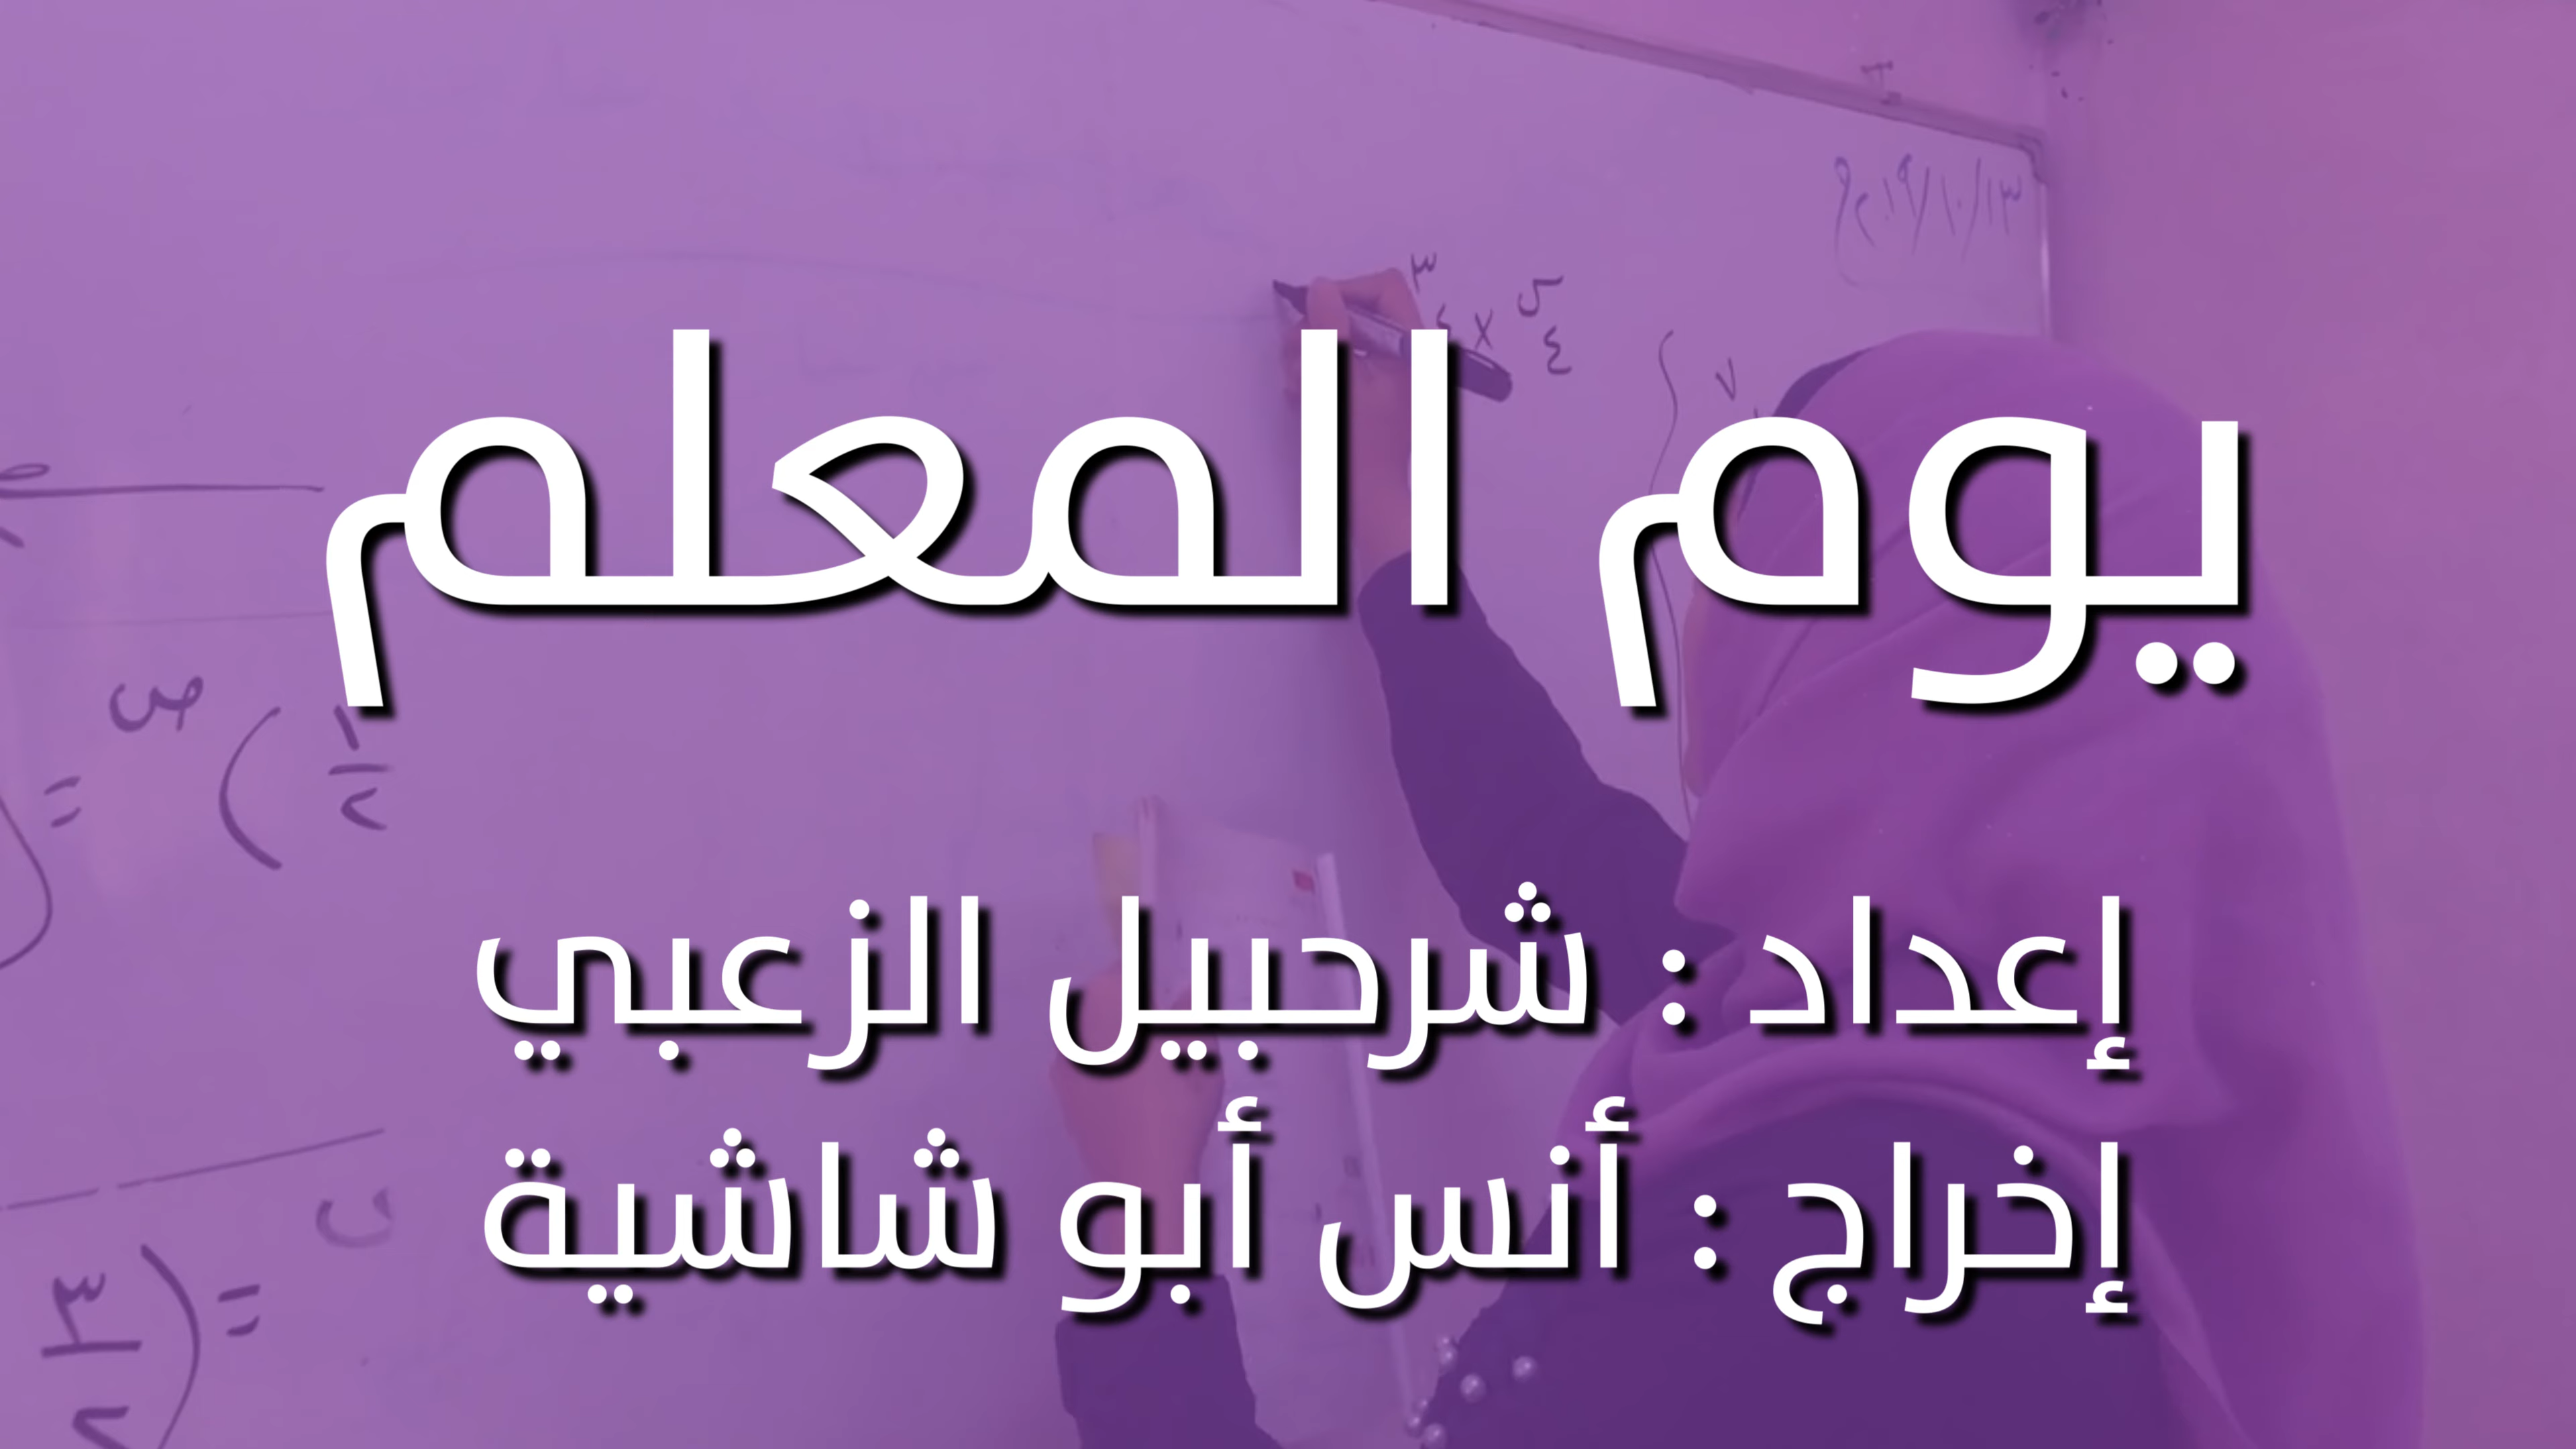 يوم المعلم
إعداد : شرحبيل الزعبي
إخراج : أنس أبو شاشية